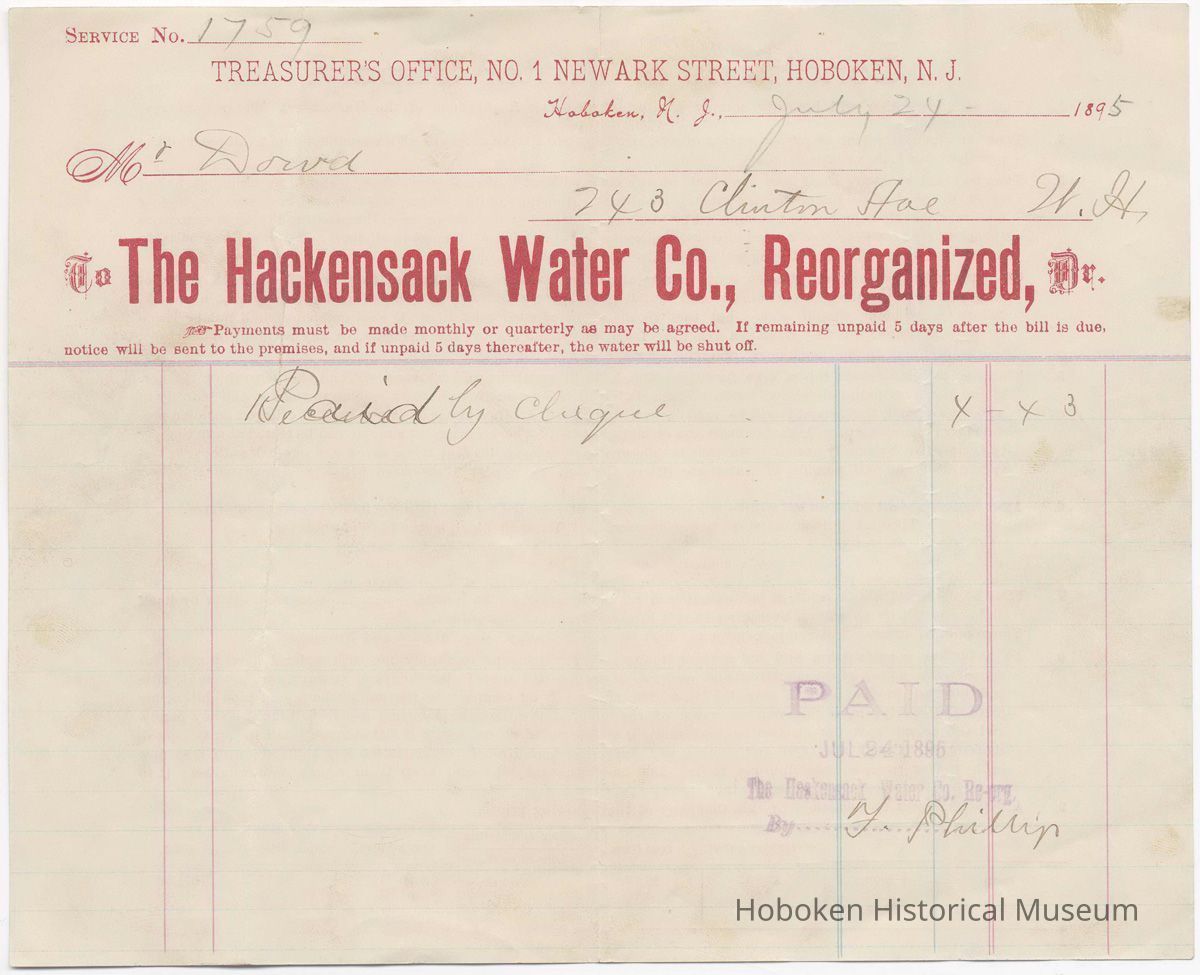 SERVICE No. 1759
TREASURER'S OFFICE, NO. 1 NEWARK STREET, HOBOKEN, N. J.
Hoboken, N. J., July 24 - 1895
Mr Dowd
243 Clinton Ave W. H.
To The Hackensack Water Co., Reorganized, Dr.
Payments must be made monthly or quarterly as may be agreed. If remaining unpaid 5 days after the bill is due,
notice will be sent to the premises, and if unpaid 5 days thereafter, the water will be shut off.
Received by Cheque 4 - 43
PAID
JUL 24 1895
The Hackensack Water Co. Re-org.
By F. Phillip
Hoboken Historical Museum